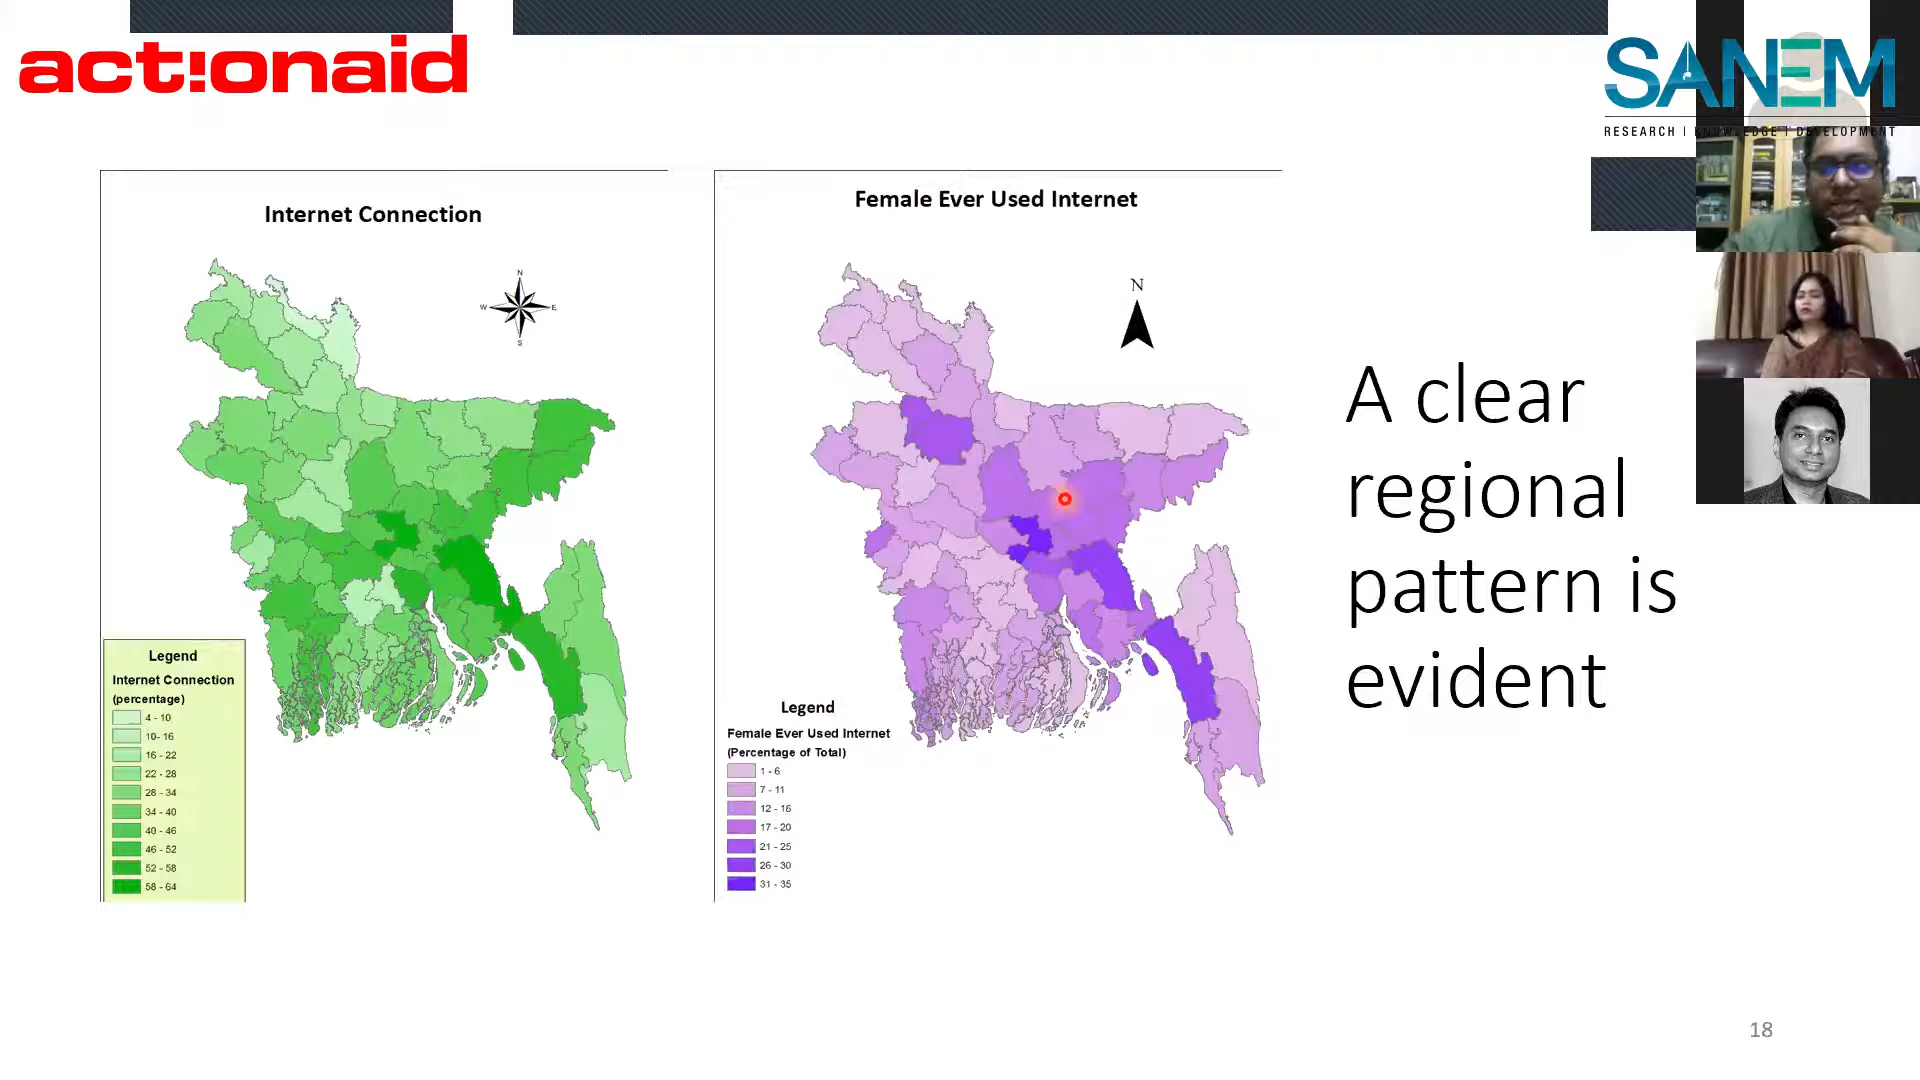 act!onaid
SANEM
RESEARCH | KNOWLEDGE | DEVELOPMENT
Internet Connection
N
W
E
S
Legend
Internet Connection
(percentage)
4 - 10
10- 16
16 - 22
22 - 28
28 - 34
34 - 40
40 - 46
46 - 52
52 - 58
58 - 64
Female Ever Used Internet
N
Legend
Female Ever Used Internet
(Percentage of Total)
1 - 6
7 - 11
12 - 16
17 - 20
21 - 25
26 - 30
31 - 35
A clear
regional
pattern is
evident
18